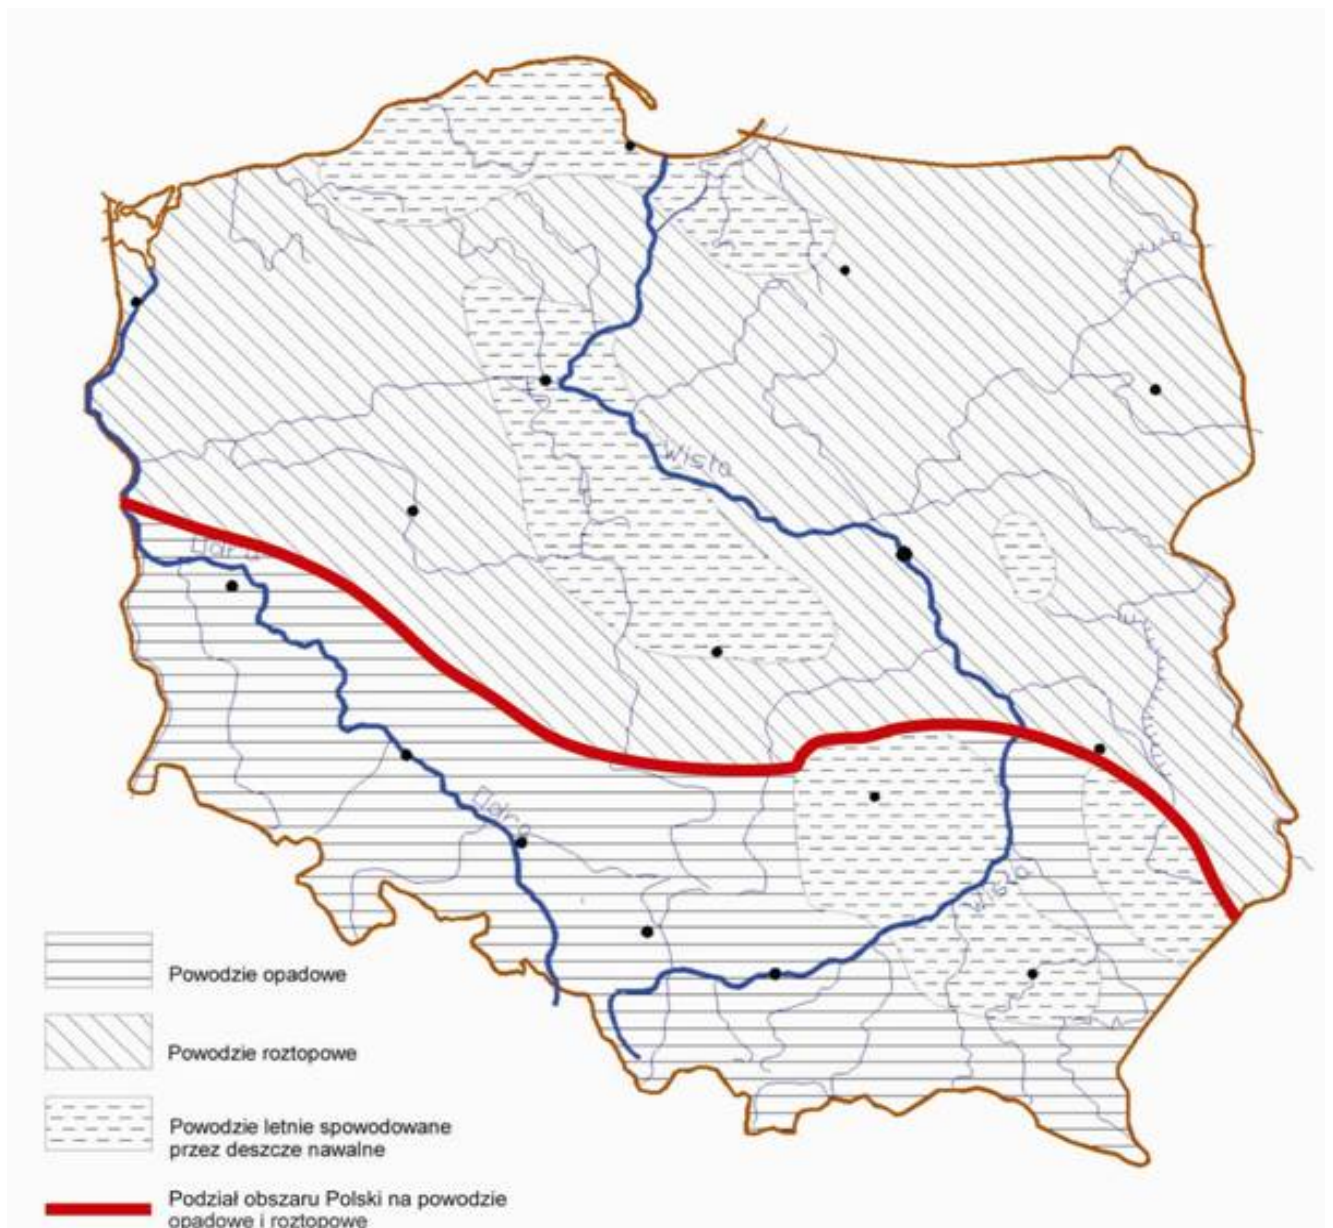 Wisła
Odra
Odra
Wisła
Powodzie opadowe
Powodzie roztopowe
Powodzie letnie spowodowane
przez deszcze nawalne
Podział obszaru Polski na powodzie
opadowe i roztopowe